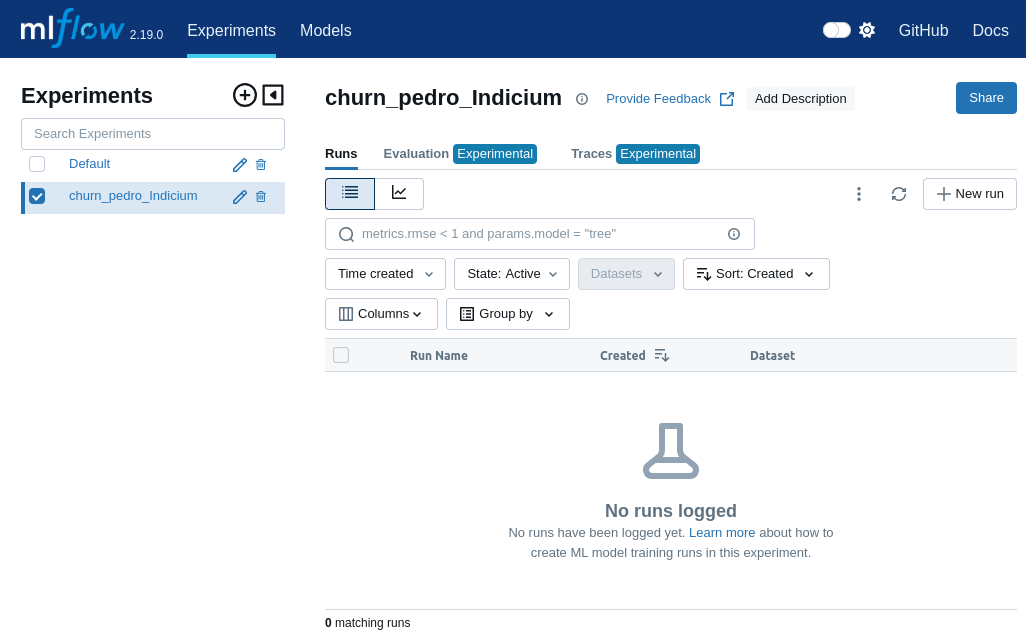 mlflow 2.19.0 Experiments Models GitHub Docs
Experiments
Search Experiments
Default
churn_pedro_Indicium
churn_pedro_Indicium Provide Feedback Add Description Share
Runs Evaluation Experimental Traces Experimental
New run
metrics.rmse < 1 and params.model = "tree"
Time created State: Active Datasets Sort: Created
Columns Group by
Run Name Created Dataset
No runs logged
No runs have been logged yet. Learn more about how to
create ML model training runs in this experiment.
0 matching runs